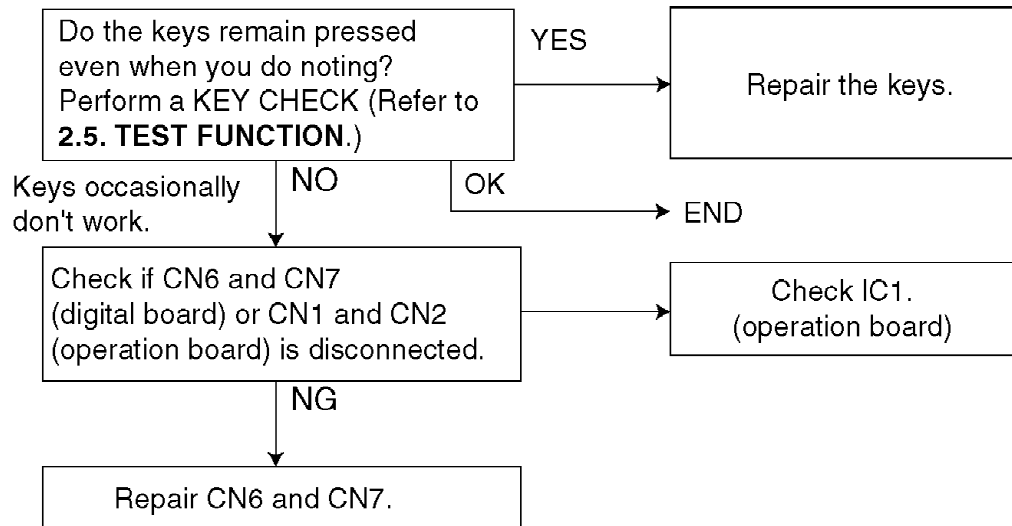 Do the keys remain pressed
even when you do noting?
Perform a KEY CHECK (Refer to
2.5. TEST FUNCTION.)
YES
Repair the keys.
Keys occasionally
don't work.
NO
OK
END
Check if CN6 and CN7
(digital board) or CN1 and CN2
(operation board) is disconnected.
Check IC1.
(operation board)
NG
Repair CN6 and CN7.